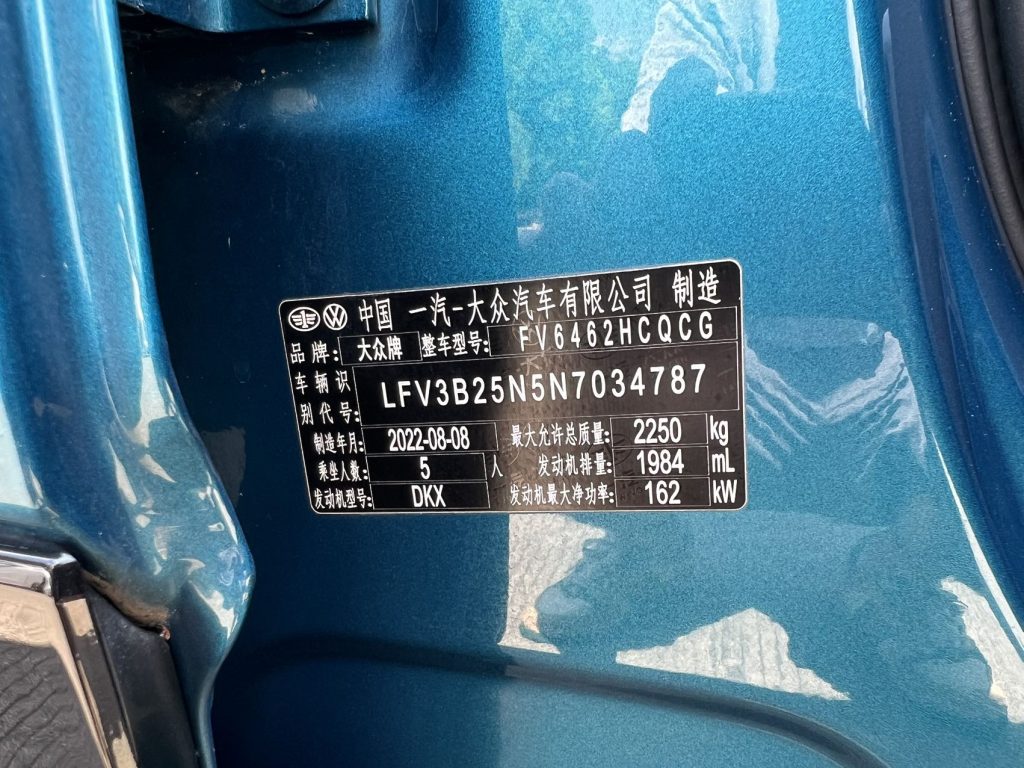 中国 一汽-大众汽车有限公司 制造
品牌: 大众牌 整车型号: FV6462HCQCG
车辆识别代号: LFV3B25N5N7034787
制造年月: 2022-08-08 最大允许总质量: 2250 kg
乘坐人数: 5 人 发动机排量: 1984 mL
发动机型号: DKX 发动机最大净功率: 162 kW